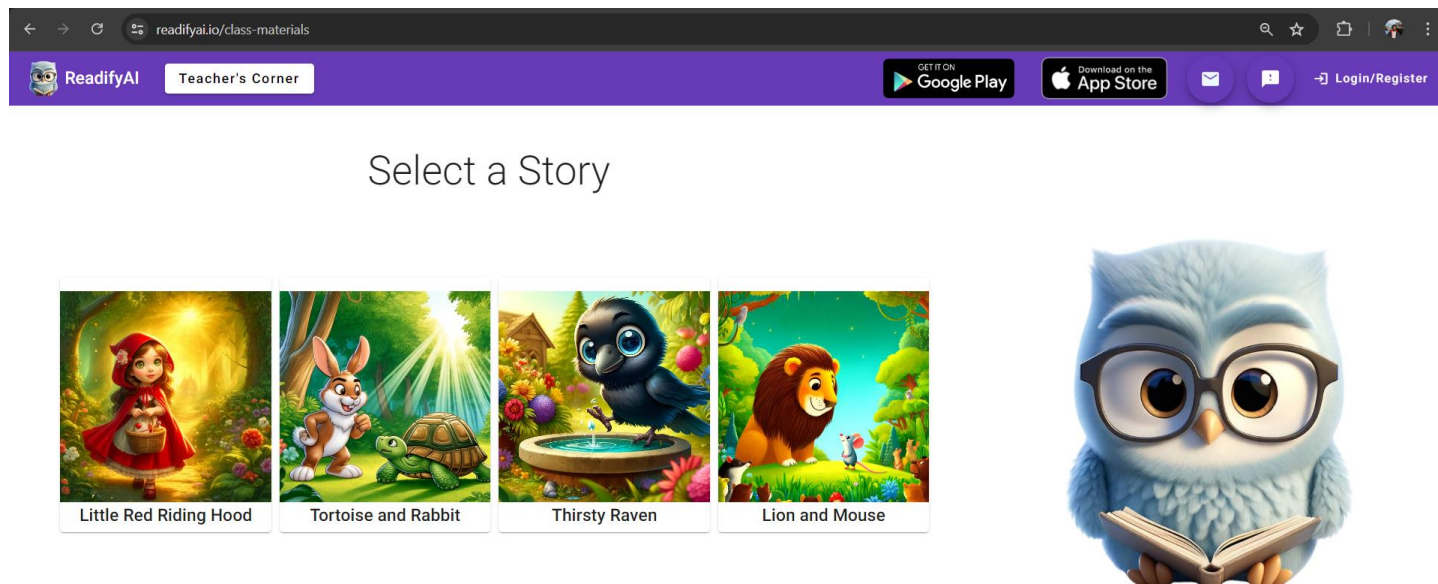 readifyai.io/class-materials
ReadifyAI
Teacher's Corner
GET IT ON
Google Play
Download on the
App Store
Login/Register
Select a Story
Little Red Riding Hood
Tortoise and Rabbit
Thirsty Raven
Lion and Mouse